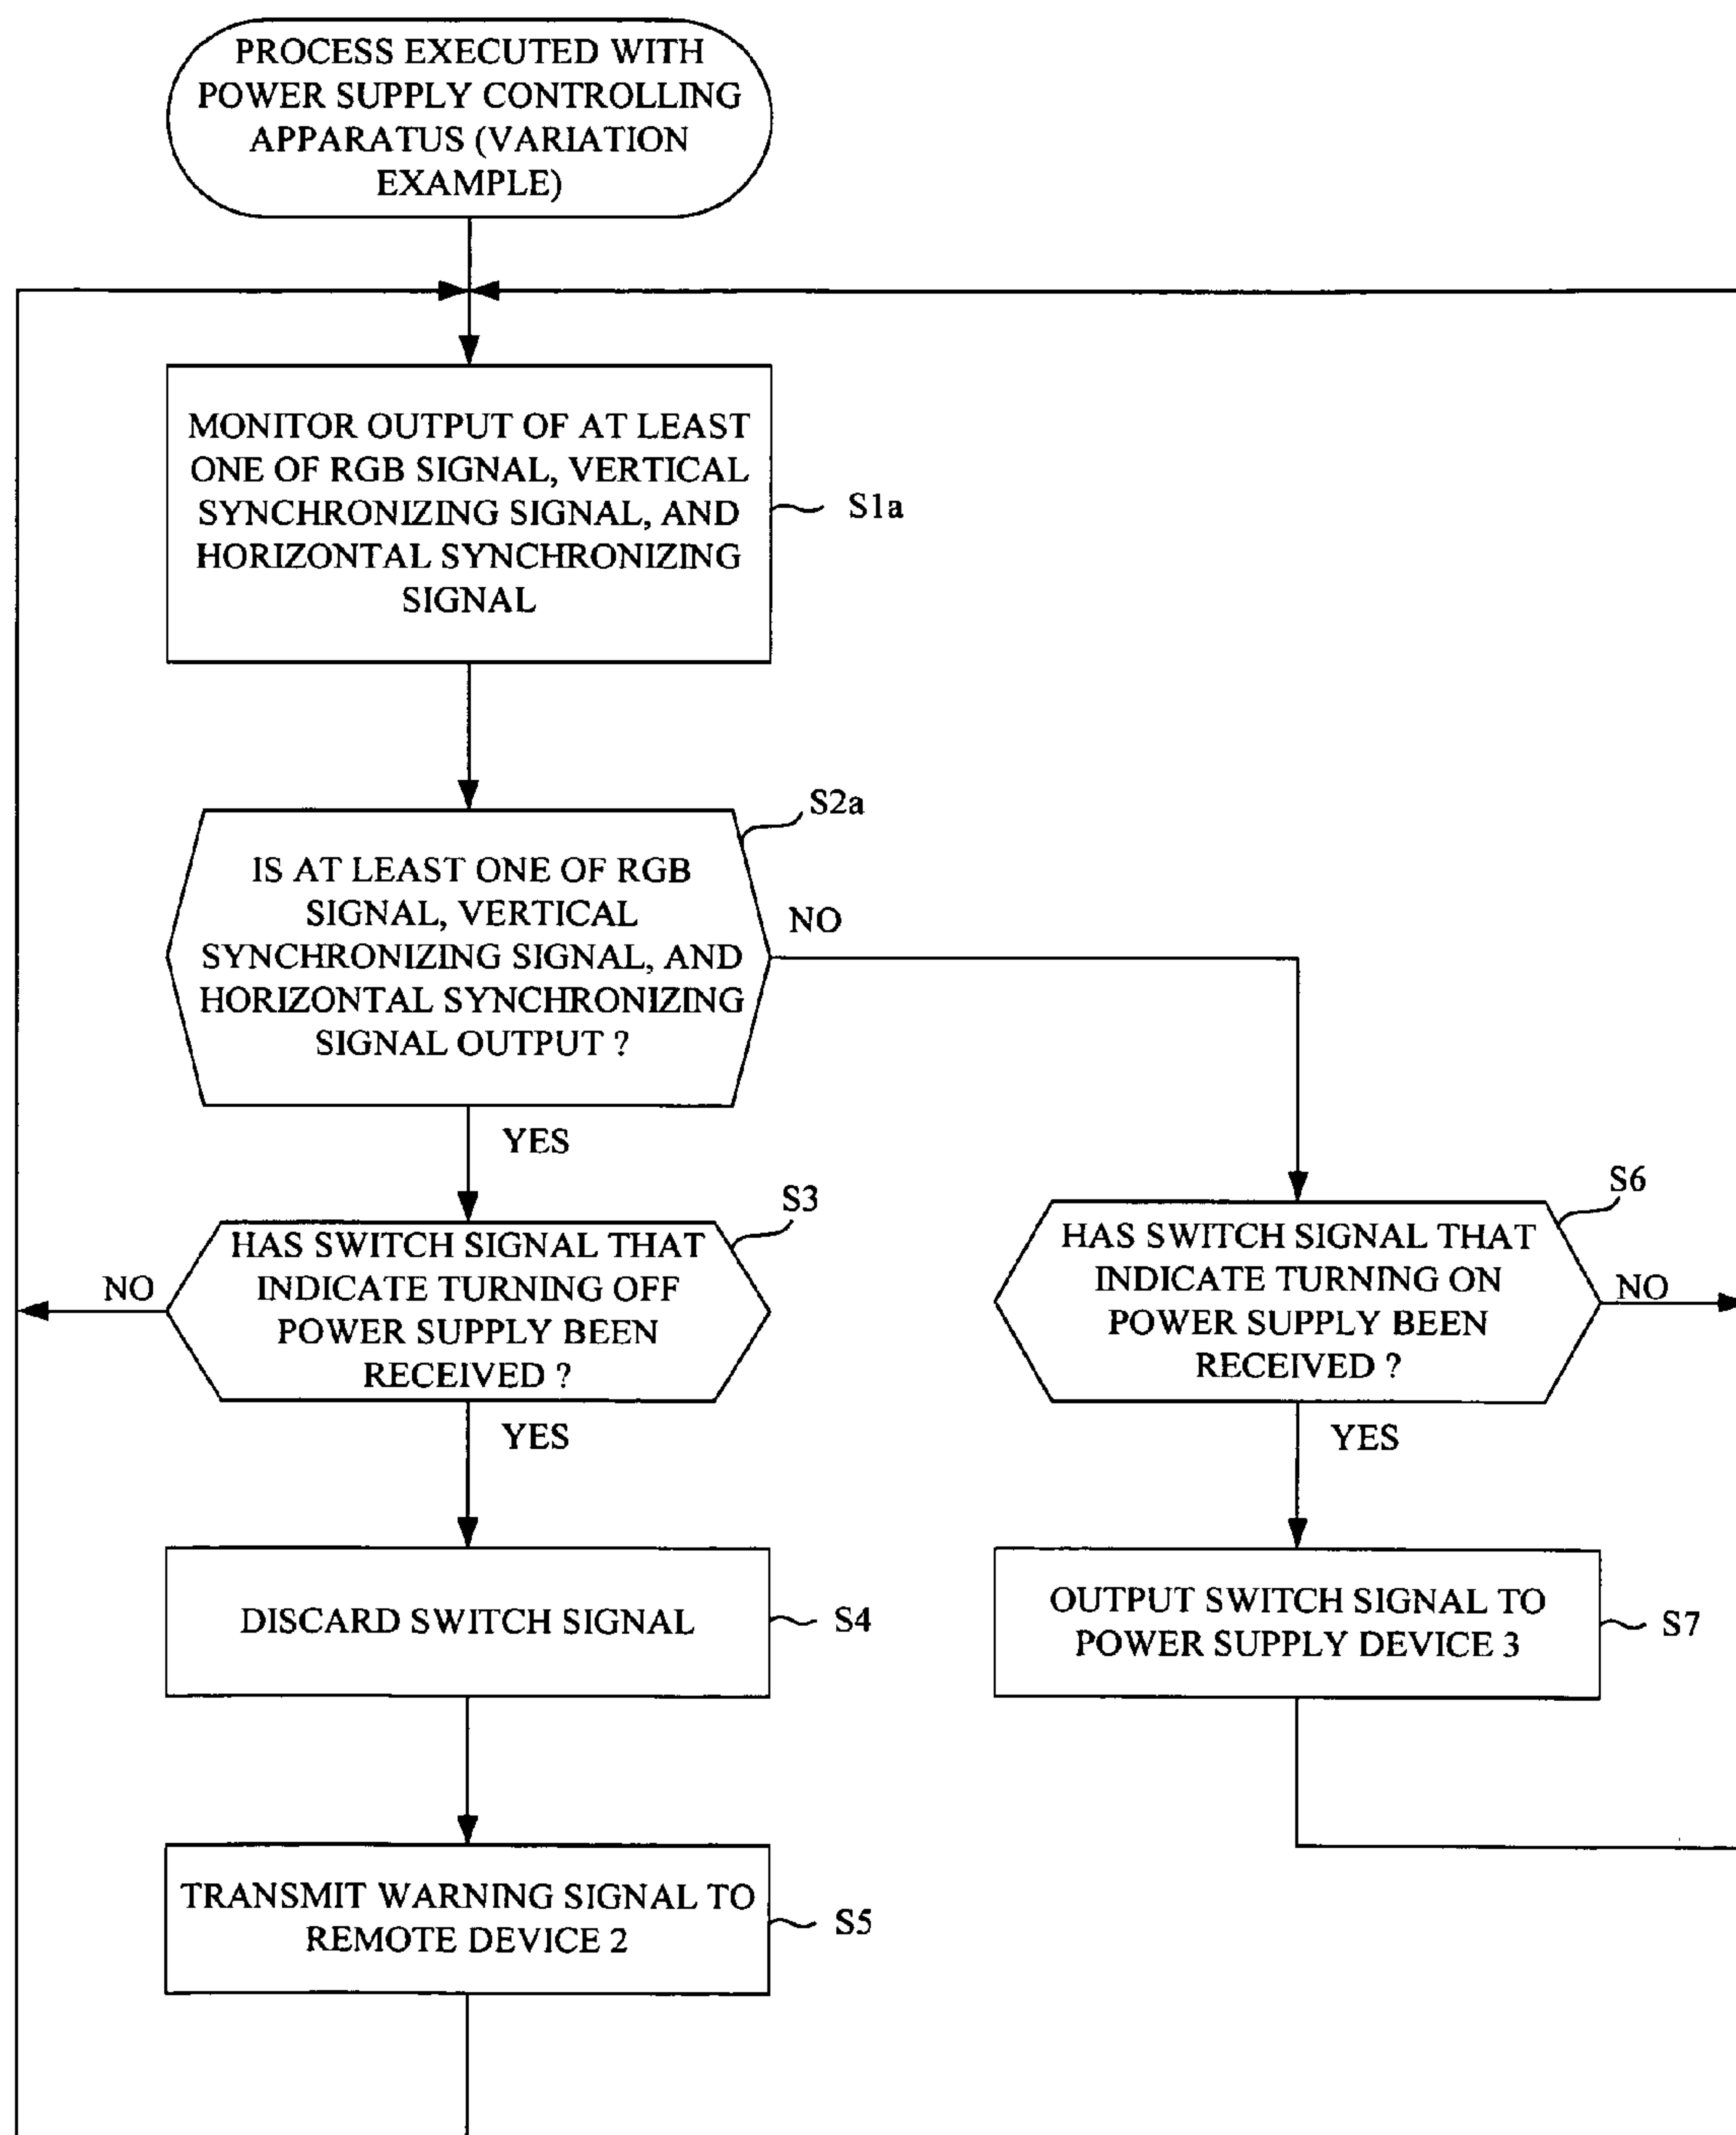 PROCESS EXECUTED WITH
POWER SUPPLY CONTROLLING
APPARATUS (VARIATION
EXAMPLE)
MONITOR OUTPUT OF AT LEAST
ONE OF RGB SIGNAL, VERTICAL
SYNCHRONIZING SIGNAL, AND
HORIZONTAL SYNCHRONIZING
SIGNAL
S1a
S2a
IS AT LEAST ONE OF RGB
SIGNAL, VERTICAL
SYNCHRONIZING SIGNAL, AND
HORIZONTAL SYNCHRONIZING
SIGNAL OUTPUT ?
NO
YES
S3
HAS SWITCH SIGNAL THAT
INDICATE TURNING OFF
POWER SUPPLY BEEN
RECEIVED ?
NO
YES
S6
HAS SWITCH SIGNAL THAT
INDICATE TURNING ON
POWER SUPPLY BEEN
RECEIVED ?
NO
YES
DISCARD SWITCH SIGNAL
S4
OUTPUT SWITCH SIGNAL TO
POWER SUPPLY DEVICE 3
S7
TRANSMIT WARNING SIGNAL TO
REMOTE DEVICE 2
S5